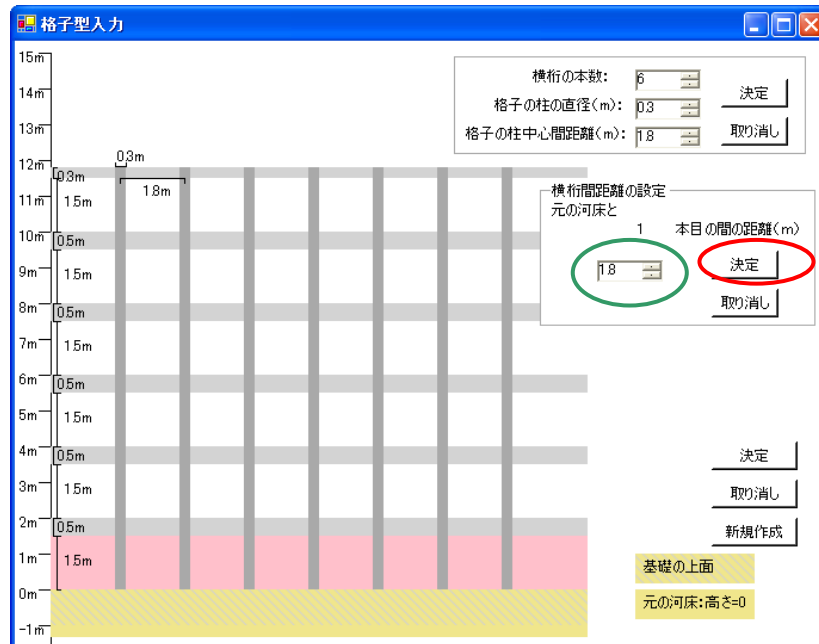 格子型入力
15m
14m
13m
12m
11m
10m
9m
8m
7m
6m
5m
4m
3m
2m
1m
0m
-1m
0.3m
1.8m
0.3m
1.5m
0.5m
1.5m
0.5m
1.5m
0.5m
1.5m
0.5m
1.5m
0.5m
1.5m
横桁の本数: 6
格子の柱の直径(m): 0.3
格子の柱中心間距離(m): 1.8
決定
取り消し
横桁間距離の設定
元の河床と
1 本目の間の距離(m)
1.8
決定
取り消し
決定
取り消し
新規作成
基礎の上面
元の河床:高さ=0